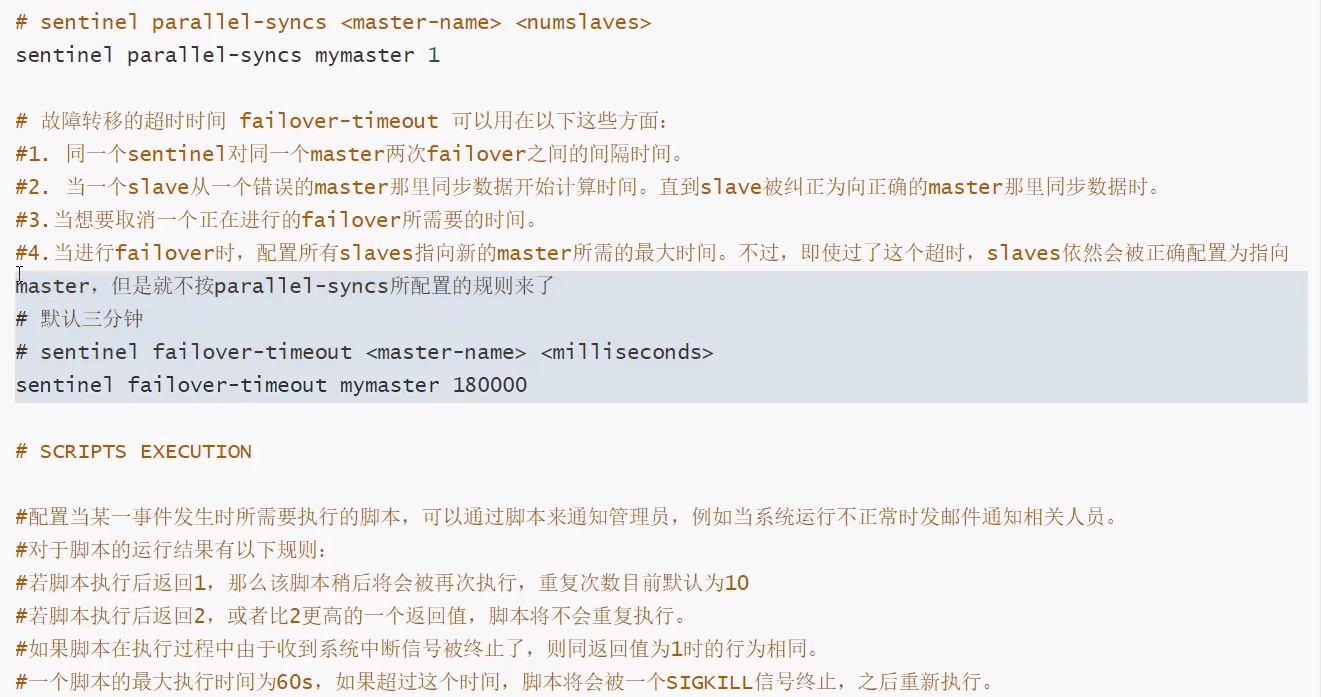 # sentinel parallel-syncs <master-name> <numslaves>
sentinel parallel-syncs mymaster 1
# 故障转移的超时时间 failover-timeout 可以用在以下这些方面：
#1. 同一个sentinel对同一个master两次failover之间的间隔时间。
#2. 当一个slave从一个错误的master那里同步数据开始计算时间。直到slave被纠正为向正确的master那里同步数据时。
#3.当想要取消一个正在进行的failover所需要的时间。
#4.当进行failover时，配置所有slaves指向新的master所需的最大时间。不过，即使过了这个超时，slaves依然会被正确配置为指向
master，但是就不按parallel-syncs所配置的规则来了
# 默认三分钟
# sentinel failover-timeout <master-name> <milliseconds>
sentinel failover-timeout mymaster 180000
# SCRIPTS EXECUTION
#配置当某一事件发生时所需要执行的脚本，可以通过脚本来通知管理员，例如当系统运行不正常时发邮件通知相关人员。
#对于脚本的运行结果有以下规则：
#若脚本执行后返回1，那么该脚本稍后将会被再次执行，重复次数目前默认为10
#若脚本执行后返回2，或者比2更高的一个返回值，脚本将不会重复执行。
#如果脚本在执行过程中由于收到系统中断信号被终止了，则同返回值为1时的行为相同。
#一个脚本的最大执行时间为60s，如果超过这个时间，脚本将会被一个SIGKILL信号终止，之后重新执行。